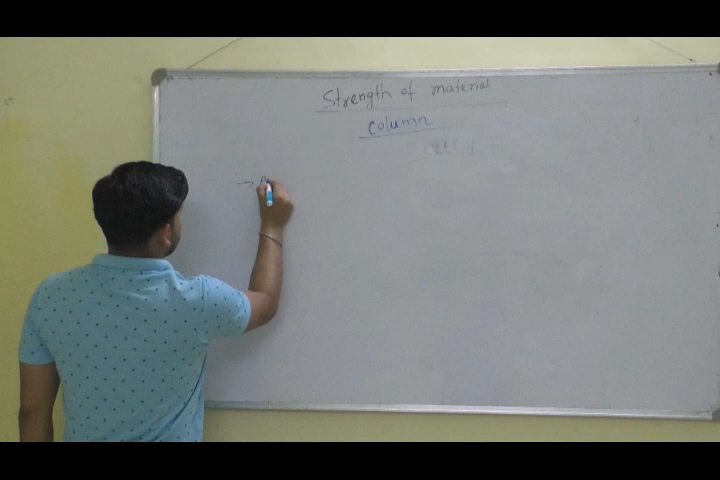 Strength of material
column
→ A